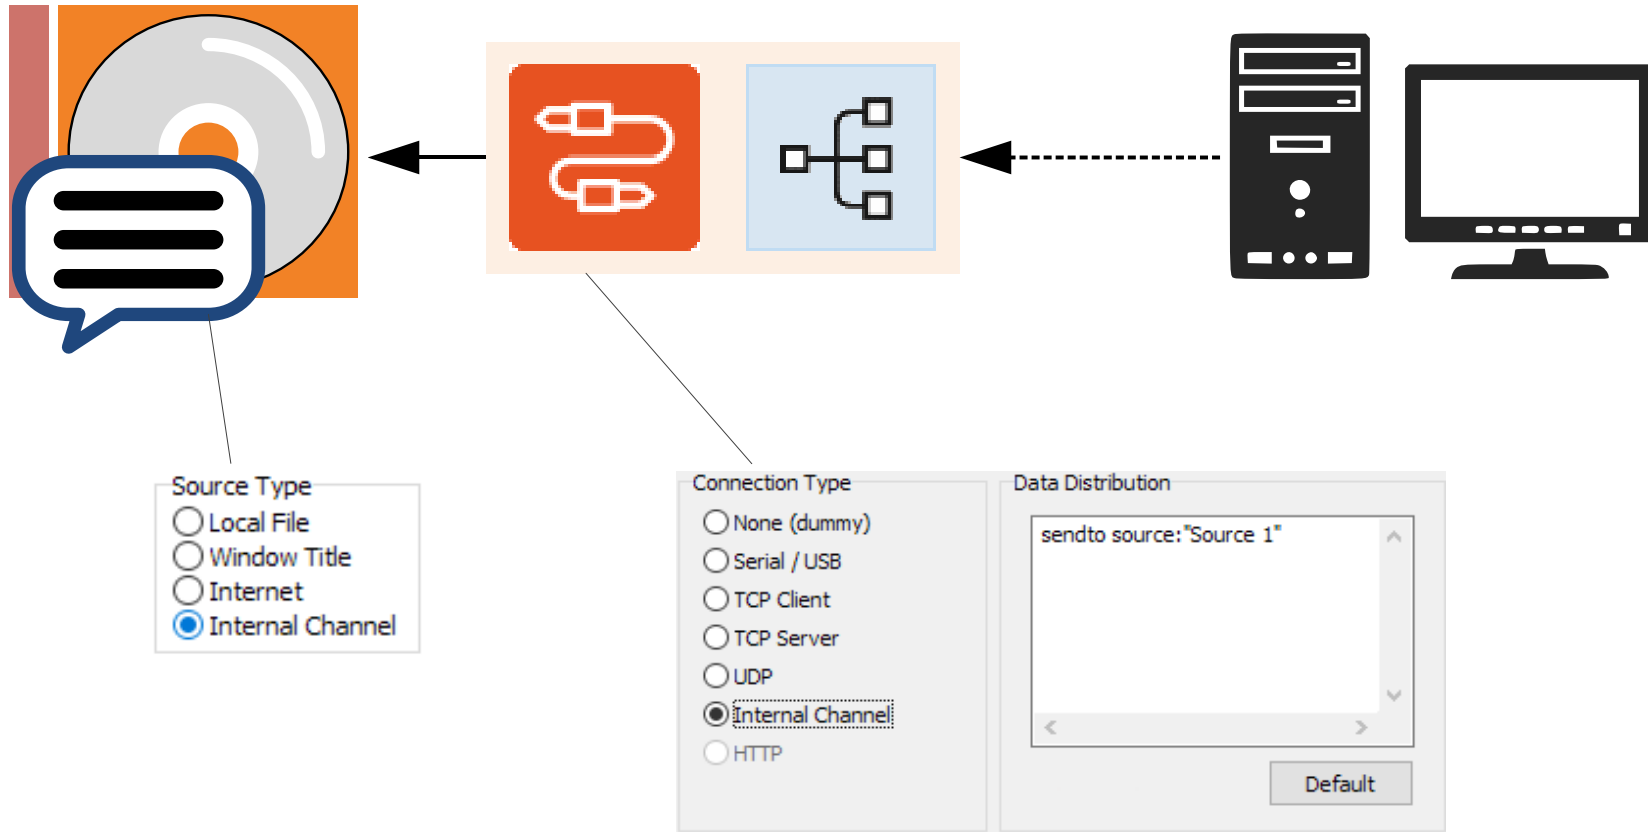 Source Type
Local File
Window Title
Internet
Internal Channel
Connection Type
None (dummy)
Serial / USB
TCP Client
TCP Server
UDP
Internal Channel
HTTP
Data Distribution
sendto source:"Source 1"
Default